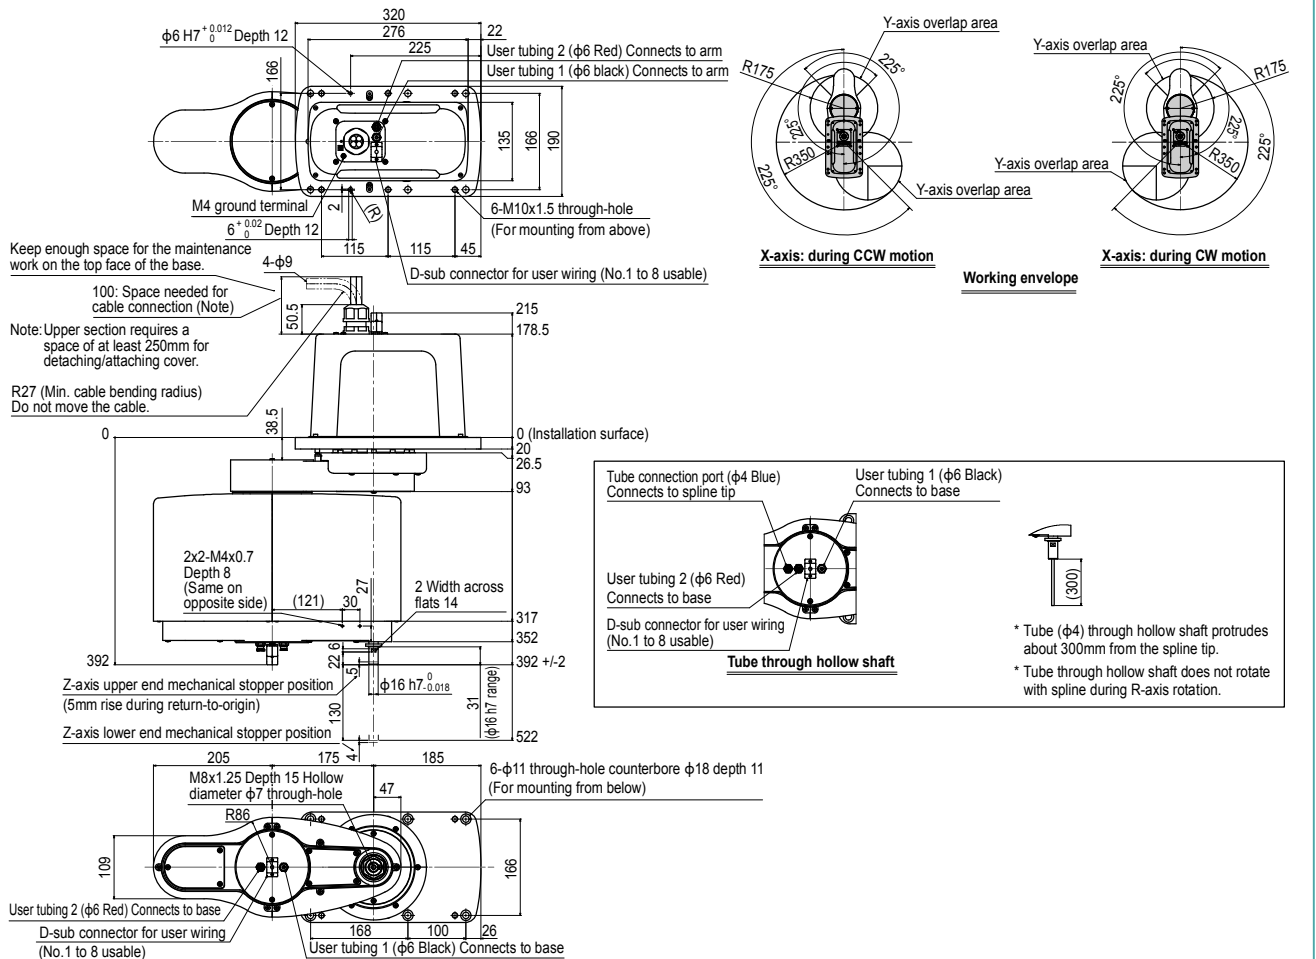 320
276
22
225
φ6 H7 +0.012 0 Depth 12
User tubing 2 (φ6 Red) Connects to arm
User tubing 1 (φ6 black) Connects to arm
166
135
166
190
M4 ground terminal
2
(R)
6 +0.02 0 Depth 12
115
115
45
6-M10x1.5 through-hole
(For mounting from above)
D-sub connector for user wiring (No.1 to 8 usable)
Y-axis overlap area
225°
R175
225°
R350
225°
Y-axis overlap area
X-axis: during CCW motion
Y-axis overlap area
R175
225°
225°
R350
225°
Y-axis overlap area
X-axis: during CW motion
Working envelope
Keep enough space for the maintenance
work on the top face of the base.
4-φ9
100: Space needed for
cable connection (Note)
50.5
Note: Upper section requires a
space of at least 250mm for
detaching/attaching cover.
R27 (Min. cable bending radius)
Do not move the cable.
215
178.5
38.5
0
0 (Installation surface)
20
26.5
93
2x2-M4x0.7
Depth 8
(Same on
opposite side)
(121)
30
27
2 Width across
flats 14
317
352
392
392 +/-2
6
22
5
φ16 h7 0 -0.018
130
31
(φ16 h7 range)
Z-axis upper end mechanical stopper position
(5mm rise during return-to-origin)
Z-axis lower end mechanical stopper position
4
522
Tube connection port (φ4 Blue)
Connects to spline tip
User tubing 1 (φ6 Black)
Connects to base
User tubing 2 (φ6 Red)
Connects to base
D-sub connector for user wiring
(No.1 to 8 usable)
Tube through hollow shaft
(300)
* Tube (φ4) through hollow shaft protrudes
about 300mm from the spline tip.
* Tube through hollow shaft does not rotate
with spline during R-axis rotation.
205
175
185
M8x1.25 Depth 15 Hollow
diameter φ7 through-hole
47
6-φ11 through-hole counterbore φ18 depth 11
(For mounting from below)
R86
109
166
User tubing 2 (φ6 Red) Connects to base
D-sub connector for user wiring
(No.1 to 8 usable)
168
100
26
User tubing 1 (φ6 Black) Connects to base